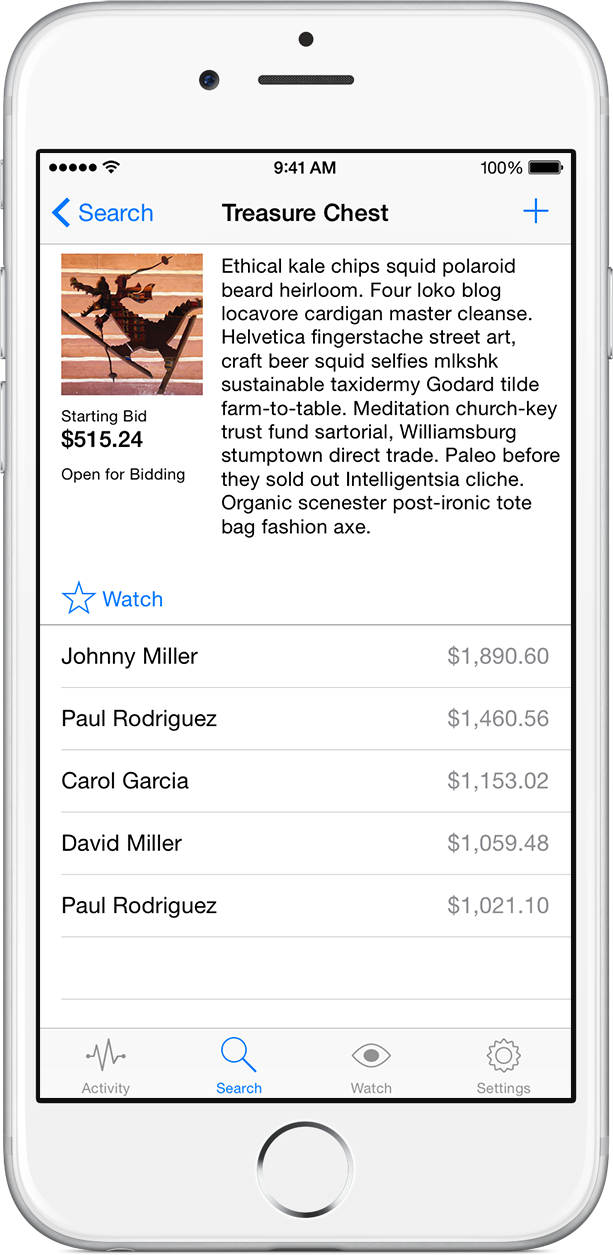 9:41 AM
100%
Search
Treasure Chest
Ethical kale chips squid polaroid
beard heirloom. Four loko blog
locavore cardigan master cleanse.
Helvetica fingerstache street art,
craft beer squid selfies mlkshk
sustainable taxidermy Godard tilde
farm-to-table. Meditation church-key
trust fund sartorial, Williamsburg
stumptown direct trade. Paleo before
they sold out Intelligentsia cliche.
Organic scenester post-ironic tote
bag fashion axe.
Starting Bid
$515.24
Open for Bidding
Watch
Johnny Miller $1,890.60
Paul Rodriguez $1,460.56
Carol Garcia $1,153.02
David Miller $1,059.48
Paul Rodriguez $1,021.10
Activity
Search
Watch
Settings